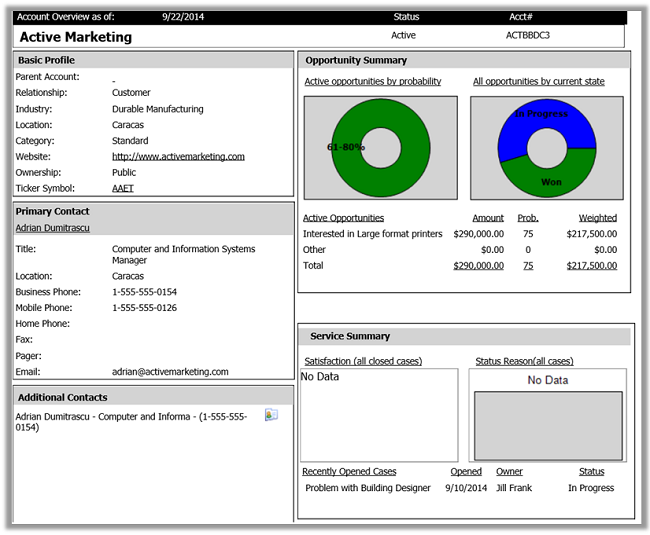 Account Overview as of: 9/22/2014 Status Acct#
Active Marketing Active ACTBBDC3
Basic Profile
Parent Account: -
Relationship: Customer
Industry: Durable Manufacturing
Location: Caracas
Category: Standard
Website: http://www.activemarketing.com
Ownership: Public
Ticker Symbol: AAET
Primary Contact
Adrian Dumitrascu
Title: Computer and Information Systems
Manager
Location: Caracas
Business Phone: 1-555-555-0154
Mobile Phone: 1-555-555-0126
Home Phone:
Fax:
Pager:
Email: adrian@activemarketing.com
Additional Contacts
Adrian Dumitrascu - Computer and Informa - (1-555-555-
0154)
Opportunity Summary
Active opportunities by probability All opportunities by current state
61-80%
In Progress
Won
Active Opportunities Amount Prob. Weighted
Interested in Large format printers $290,000.00 75 $217,500.00
Other $0.00 0 $0.00
Total $290,000.00 75 $217,500.00
Service Summary
Satisfaction (all closed cases) Status Reason(all cases)
No Data
No Data
Recently Opened Cases Opened Owner Status
Problem with Building Designer 9/10/2014 Jill Frank In Progress